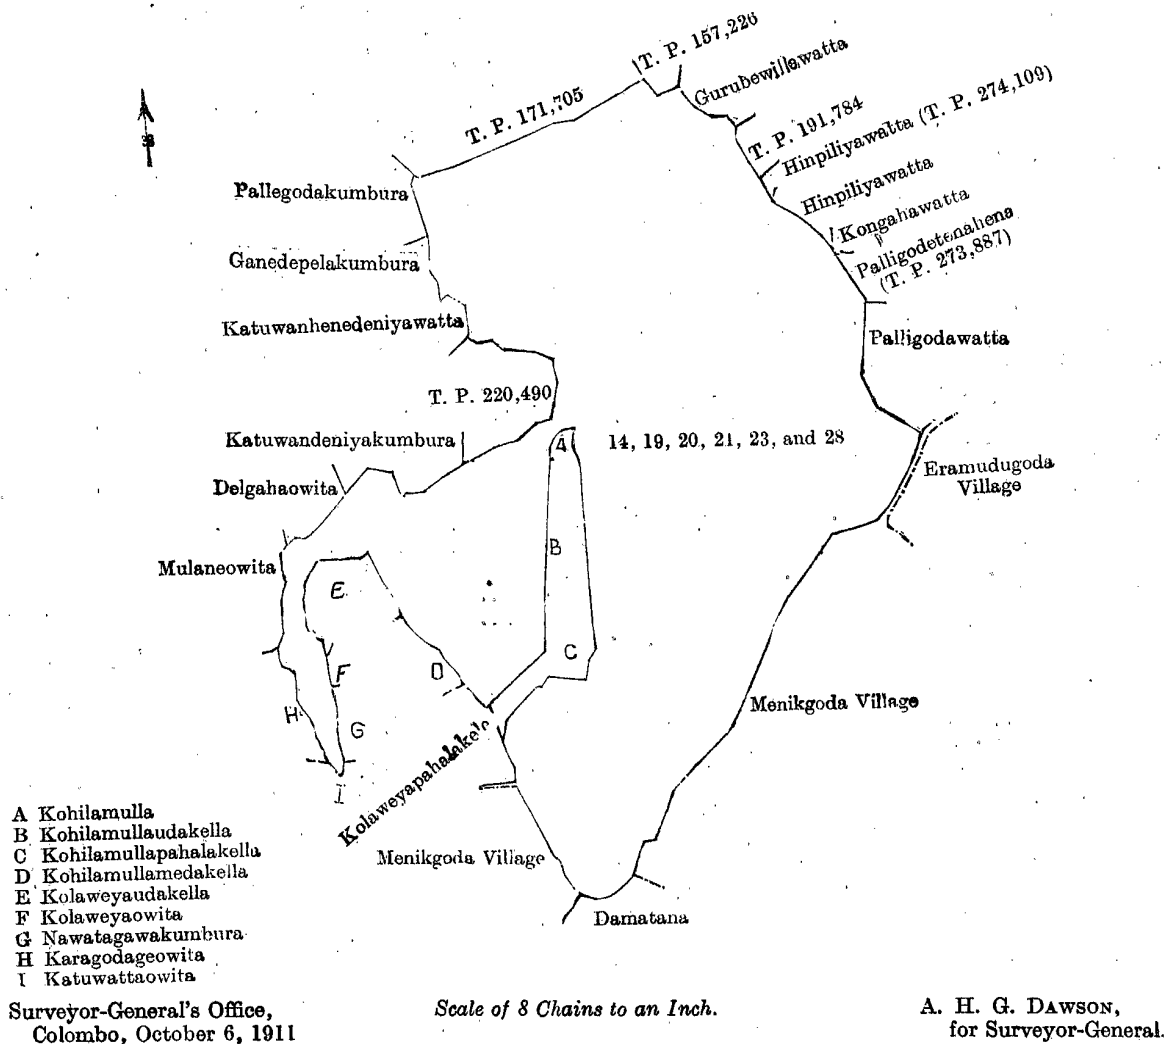 T. P. 157,226
T. P. 171,705
Gurubewillawatta
T. P. 191,784
Hinpiliyawatta (T. P. 274,109)
Hinpiliyawatta
Kongahawatta
Palligodetenahena
(T. P. 273,887)
Pallegodakumbura
Ganedepelakumbura
Katuwanhenedeniyawatta
Palligodawatta
T. P. 220,490
Katuwandeniyakumbura
A
14, 19, 20, 21, 23, and 28
Eramudugoda
Village
Delgahaowita
B
Mulaneowita
E
C
D
F
H
G
Menikgoda Village
Kolaweyapahalakele
I
Menikgoda Village
Damatana
A Kohilamulla
B Kohilamullaudakella
C Kohilamullapahalakella
D Kohilamullamedakella
E Kolaweyaudakella
F Kolaweyaowita
G Nawatagawakumbura
H Karagodageowita
I Katuwattaowita
Surveyor-General's Office,
Colombo, October 6, 1911
Scale of 8 Chains to an Inch.
A. H. G. DAWSON,
for Surveyor-General.